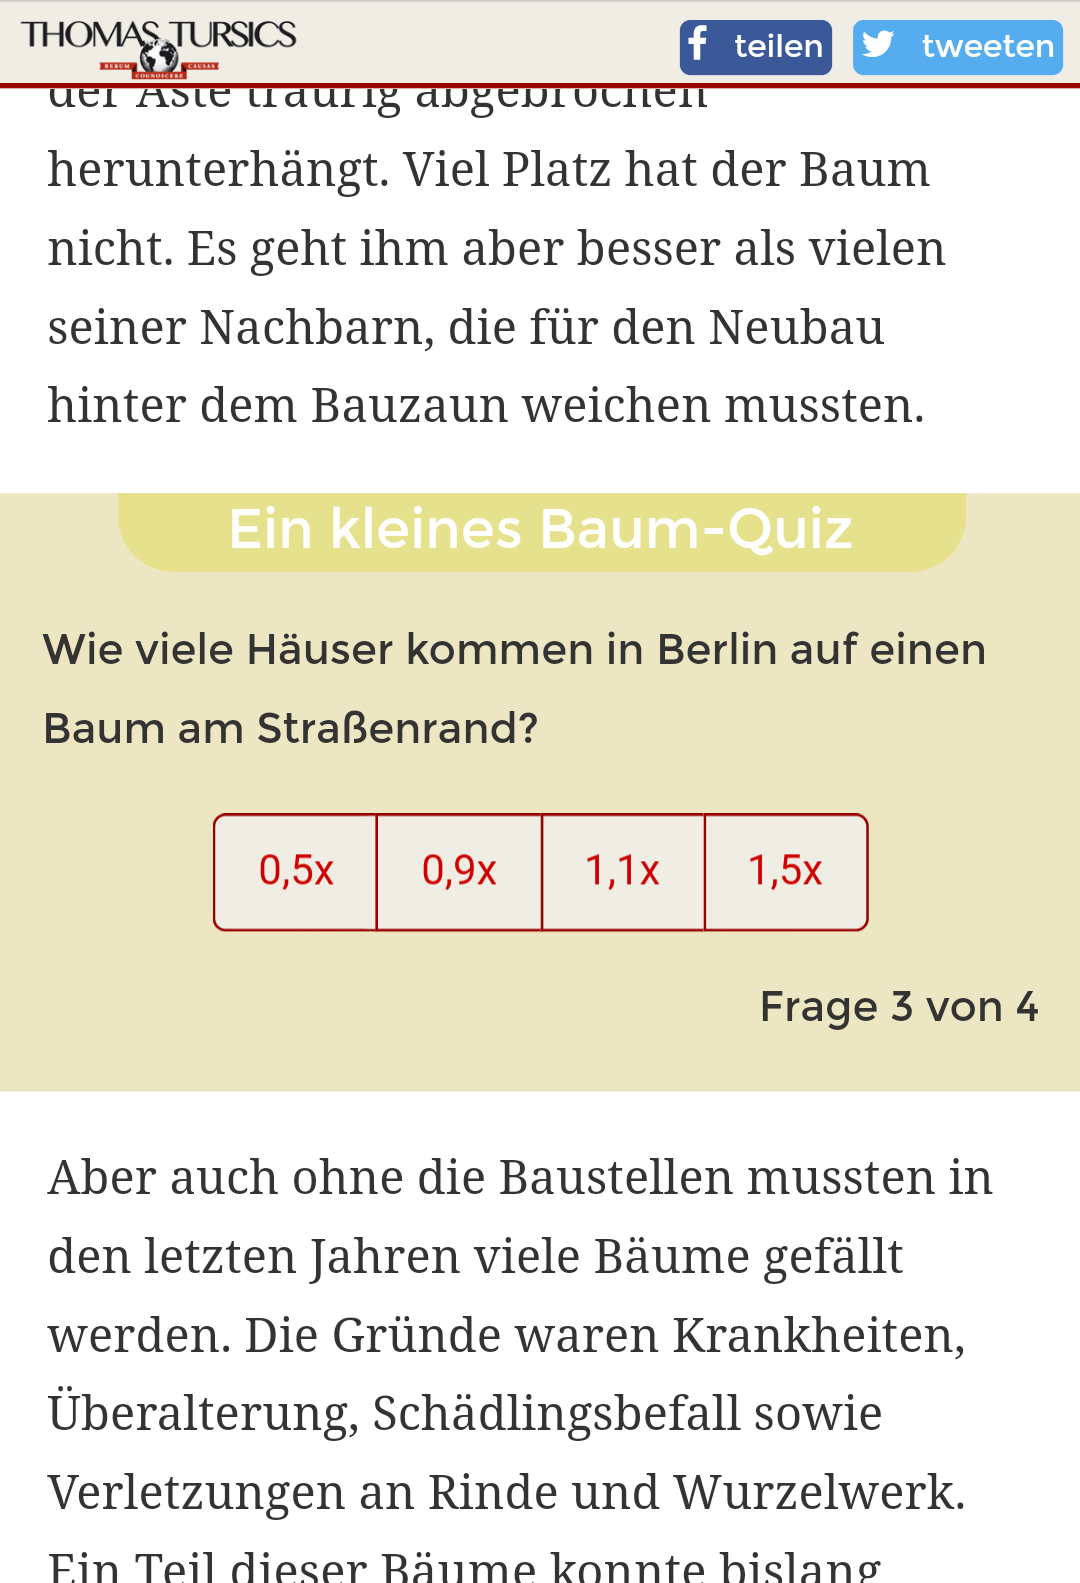 THOMAS TURSICS
RERUM COGNOSCERE CAUSAS
teilen
tweeten
der Äste traurig abgebrochen
herunterhängt. Viel Platz hat der Baum
nicht. Es geht ihm aber besser als vielen
seiner Nachbarn, die für den Neubau
hinter dem Bauzaun weichen mussten.
Ein kleines Baum-Quiz
Wie viele Häuser kommen in Berlin auf einen
Baum am Straßenrand?
0,5x 0,9x 1,1x 1,5x
Frage 3 von 4
Aber auch ohne die Baustellen mussten in
den letzten Jahren viele Bäume gefällt
werden. Die Gründe waren Krankheiten,
Überalterung, Schädlingsbefall sowie
Verletzungen an Rinde und Wurzelwerk.
Ein Teil dieser Bäume konnte bislang